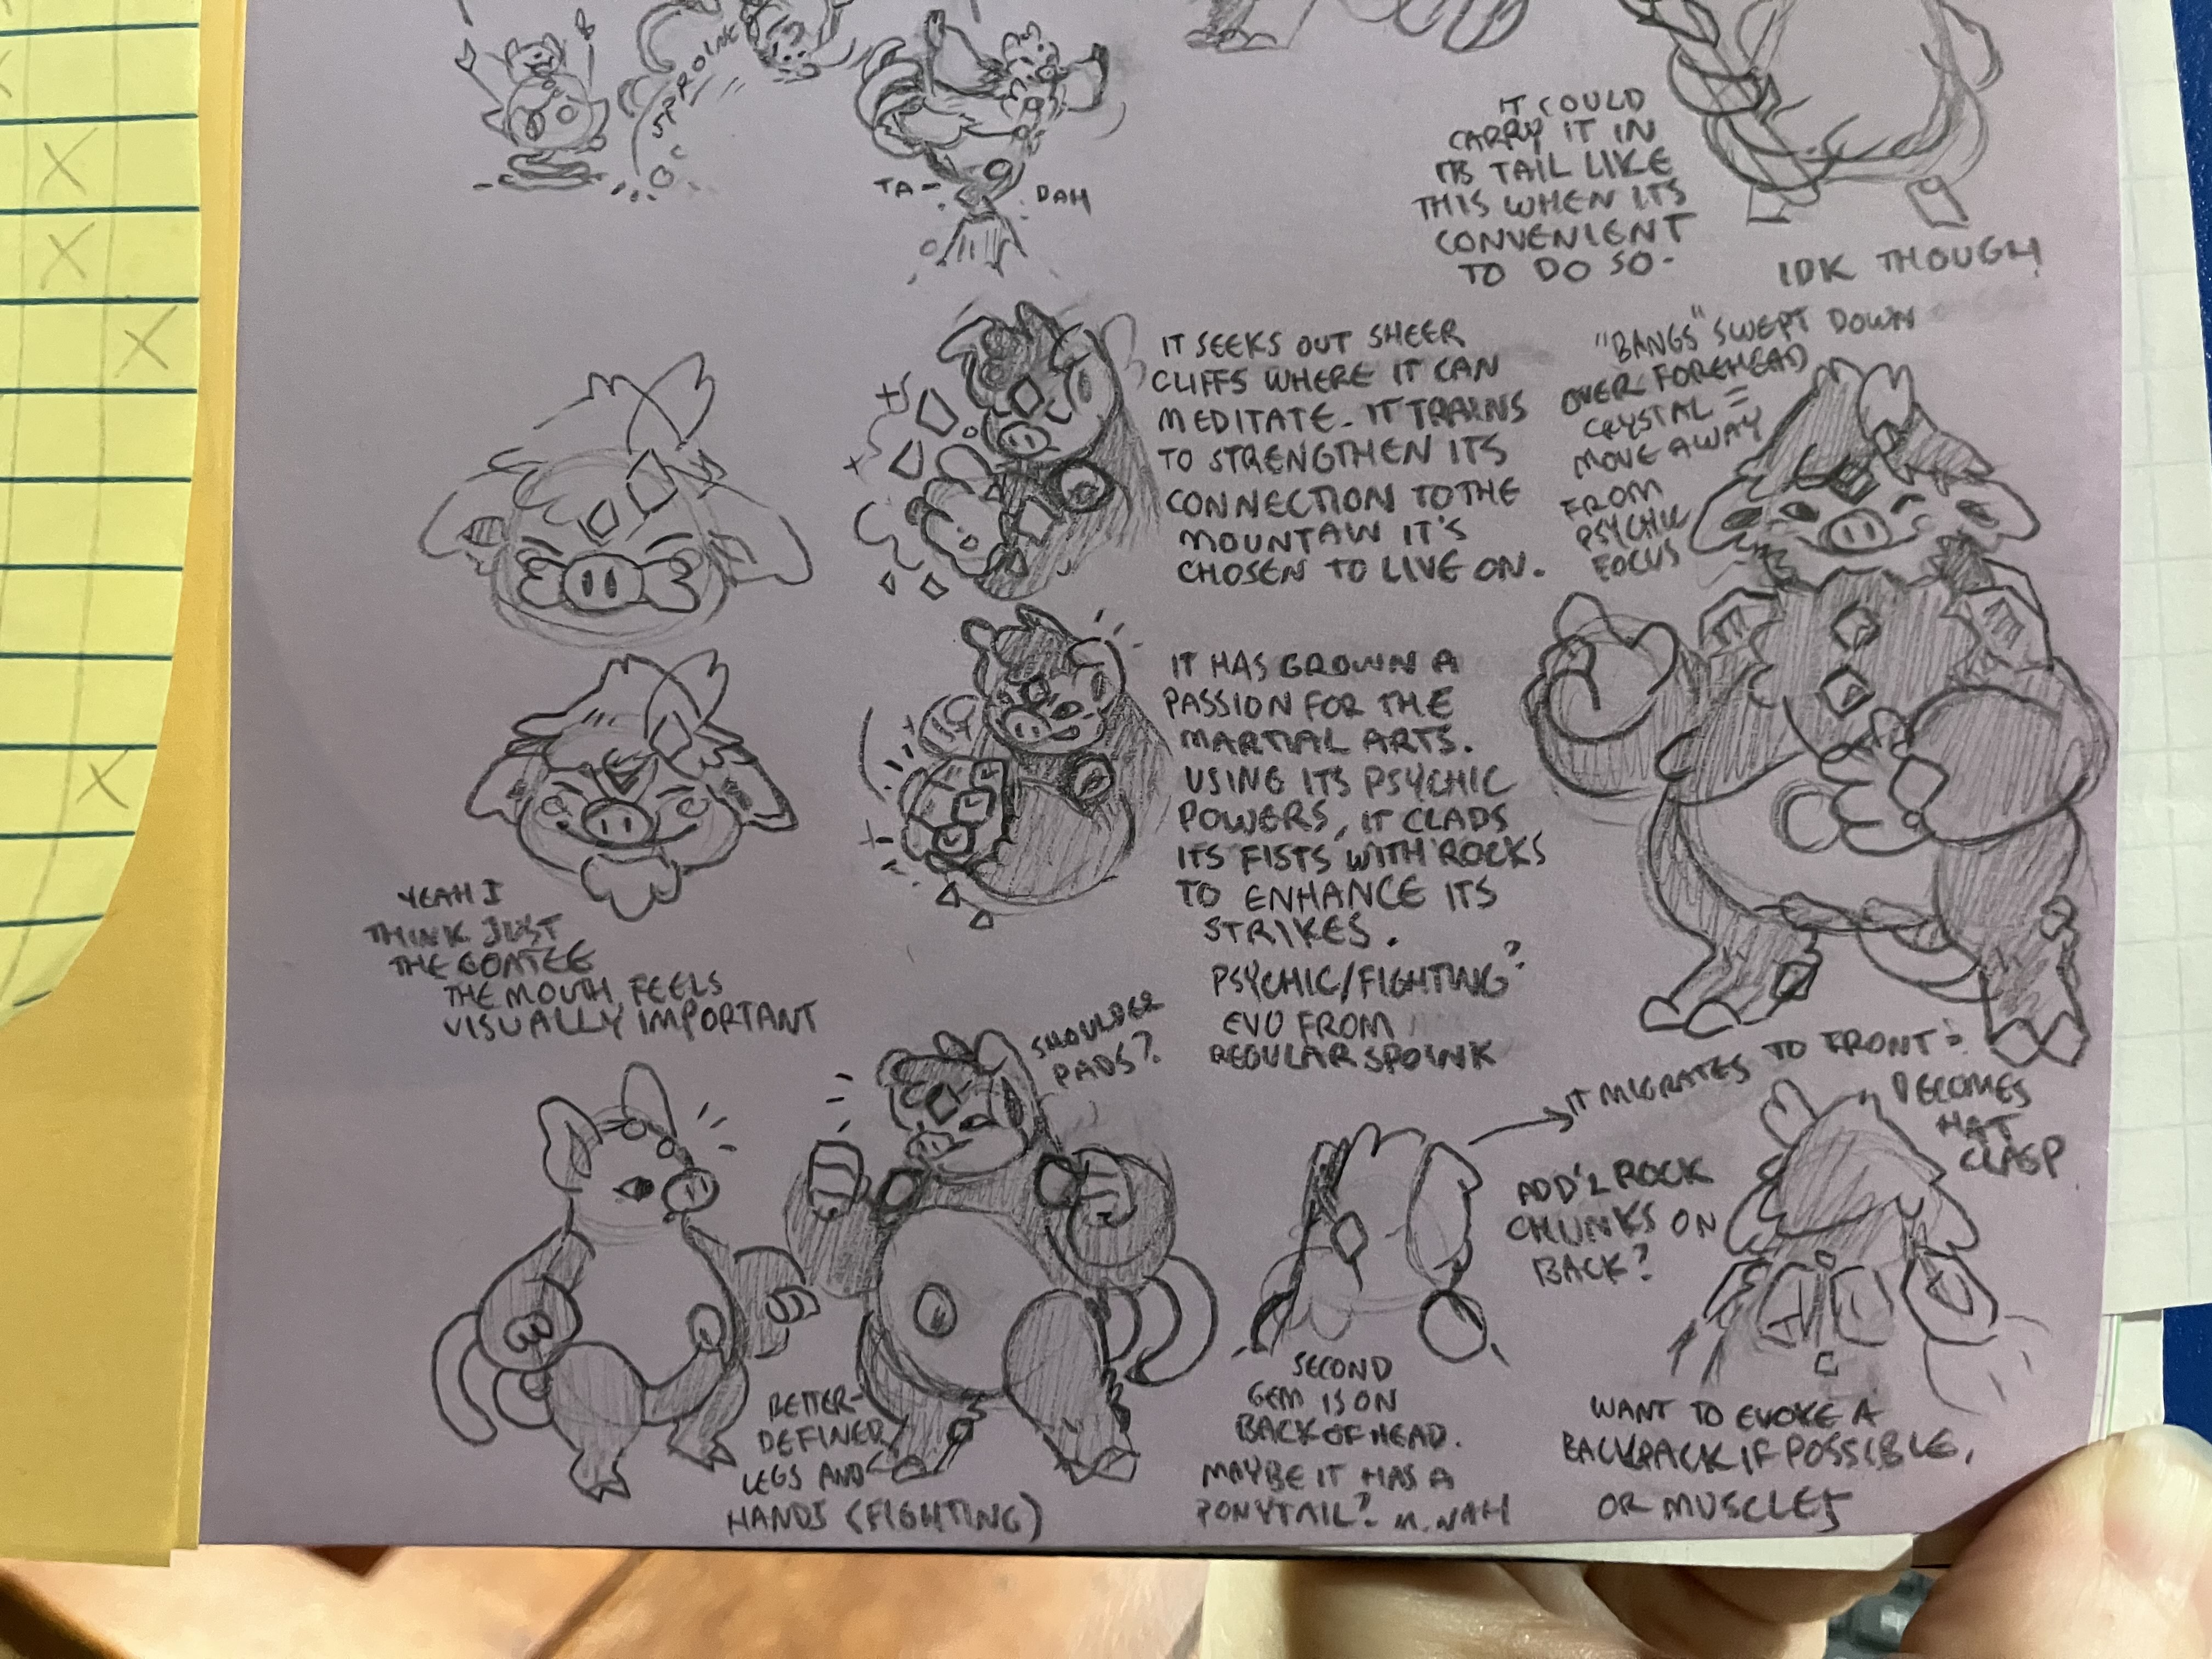 SPROINK
TA-
DAH
IT COULD
CARRY IT IN
ITS TAIL LIKE
THIS WHEN ITS
CONVENIENT
TO DO SO-
IDK THOUGH
IT SEEKS OUT SHEER
CLIFFS WHERE IT CAN
MEDITATE. IT TRAINS
TO STRENGTHEN ITS
CONNECTION TO THE
MOUNTAIN IT'S
CHOSEN TO LIVE ON.
"BANGS" SWEPT DOWN
OVER FOREHEAD
CRYSTAL =
MOVE AWAY
FROM
PSYCHIC
FOCUS
IT HAS GROWN A
PASSION FOR THE
MARTIAL ARTS.
USING ITS PSYCHIC
POWERS, IT CLADS
ITS FISTS WITH ROCKS
TO ENHANCE ITS
STRIKES.
PSYCHIC/FIGHTING?
EVO FROM
REGULAR SPOINK
YEAH I
THINK JUST
THE GOATEE
THE MOUTH FEELS
VISUALLY IMPORTANT
SHOULDER
PADS?
BETTER-
DEFINED
LEGS AND
HANDS (FIGHTING)
SECOND
GEM IS ON
BACK OF HEAD.
MAYBE IT HAS A
PONYTAIL? M. NAH
IT MIGRATES TO FRONT =
BECOMES
HAT
CLASP
ADD'L ROCK
CHUNKS ON
BACK?
WANT TO EVOKE A
BACKPACK IF POSSIBLE,
OR MUSCLES